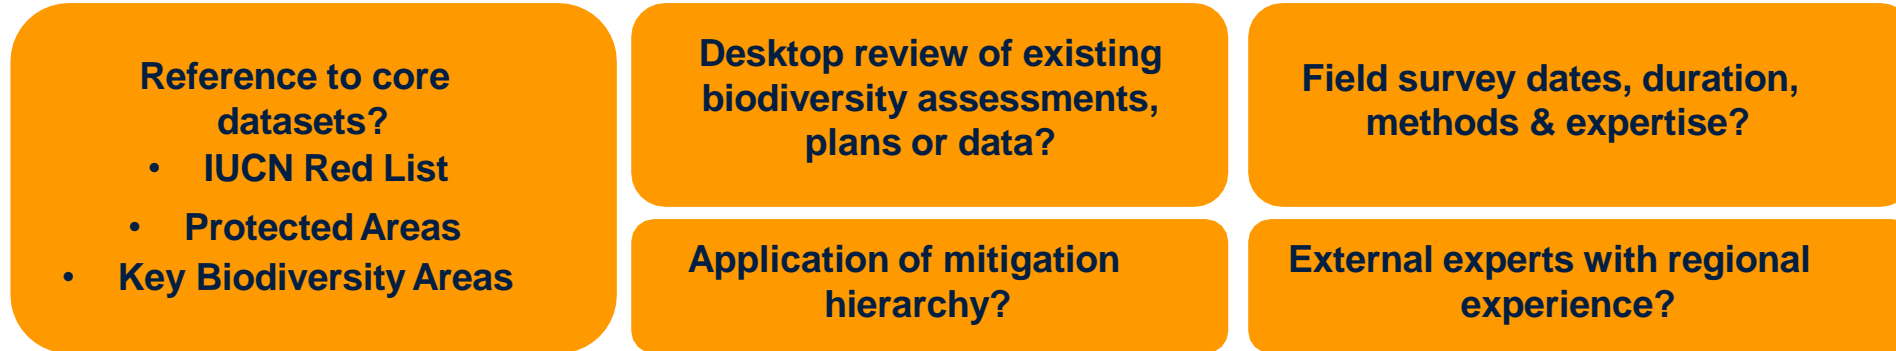 Reference to core
datasets?
• IUCN Red List
• Protected Areas
• Key Biodiversity Areas
Desktop review of existing
biodiversity assessments,
plans or data?
Field survey dates, duration,
methods & expertise?
Application of mitigation
hierarchy?
External experts with regional
experience?